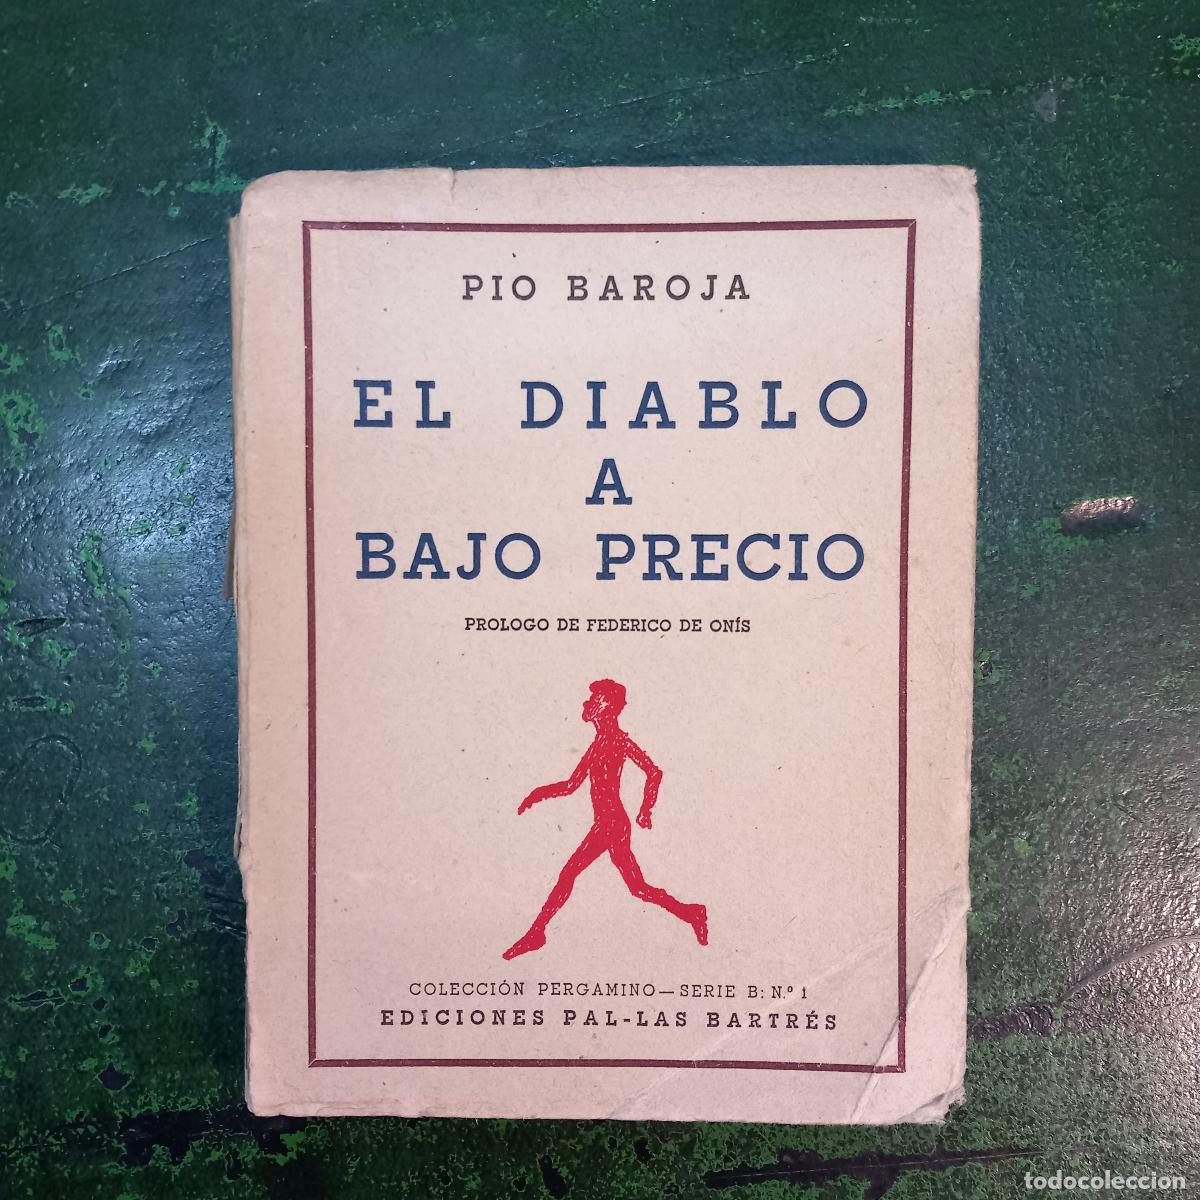 PIO BAROJA
EL DIABLO
A
BAJO PRECIO
PROLOGO DE FEDERICO DE ONÍS
COLECCIÓN PERGAMINO—SERIE B: N.º 1
EDICIONES PAL-LAS BARTRÉS
todocoleccion